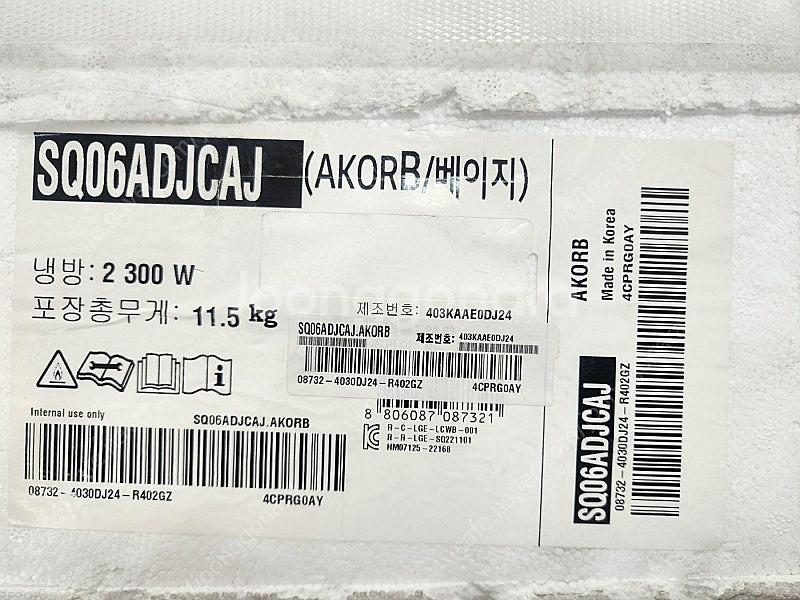 SQ06ADJCAJ (AKORB/베이지)
냉방: 2 300 W
포장총무게: 11.5 kg
제조번호: 403KAAE0DJ24
SQ06ADJCAJ.AKORB 제조번호: 403KAAE0DJ24
08732-4030DJ24-R402GZ 4CPRG0AY
8 806087 087321
R-C-LGE-LCWB-001
R-R-LGE-SQ221101
HM07125-22168
Internal use only SQ06ADJCAJ.AKORB
08732-4030DJ24-R402GZ 4CPRG0AY
AKORB
Made in Korea
4CPRG0AY
SQ06ADJCAJ
08732-4030DJ24-R402GZ